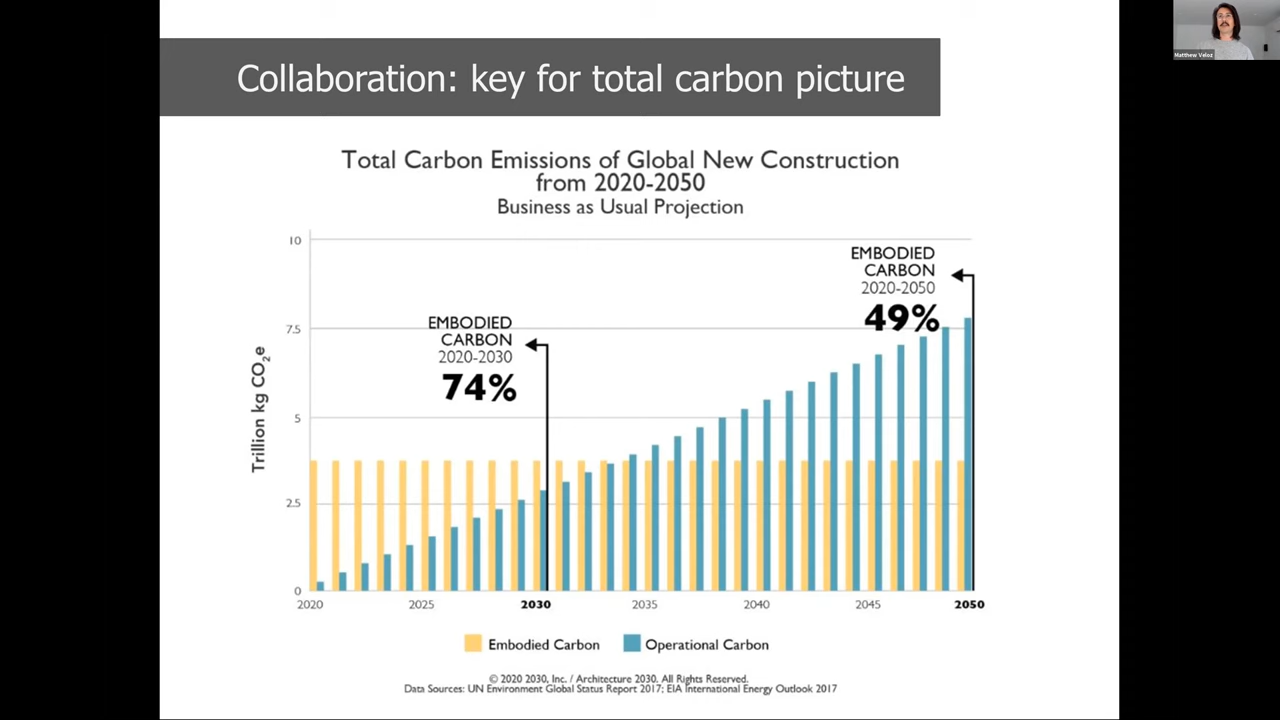 Collaboration: key for total carbon picture
Matthew Veloz
Total Carbon Emissions of Global New Construction
from 2020-2050
Business as Usual Projection
10
7.5
5
2.5
0
Trillion kg CO2e
EMBODIED
CARBON
2020-2030
74%
EMBODIED
CARBON
2020-2050
49%
2020
2025
2030
2035
2040
2045
2050
Embodied Carbon
Operational Carbon
© 2020 2030, Inc. / Architecture 2030. All Rights Reserved.
Data Sources: UN Environment Global Status Report 2017; EIA International Energy Outlook 2017